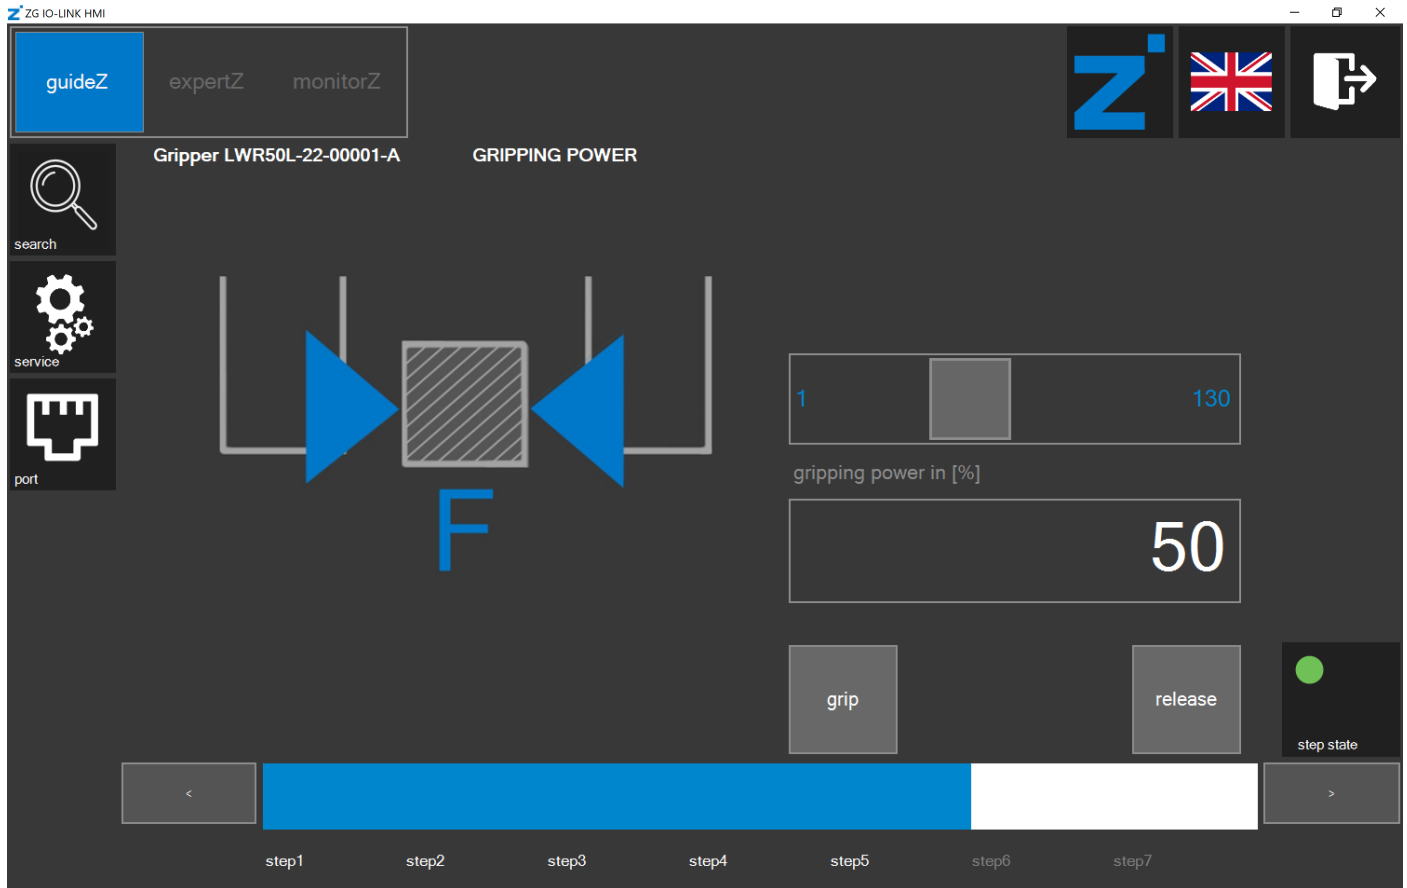 ZG IO-LINK HMI
guideZ expertZ monitorZ
Gripper LWR50L-22-00001-A GRIPPING POWER
search
service
port
F
1 130
gripping power in [%]
50
grip release
step state
< >
step1 step2 step3 step4 step5 step6 step7